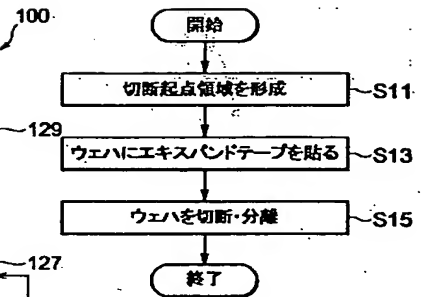 100
開始
切断起点領域を形成
S11
129
ウェハにエキスパンドテープを貼る
S13
ウェハを切断・分離
S15
127
終了